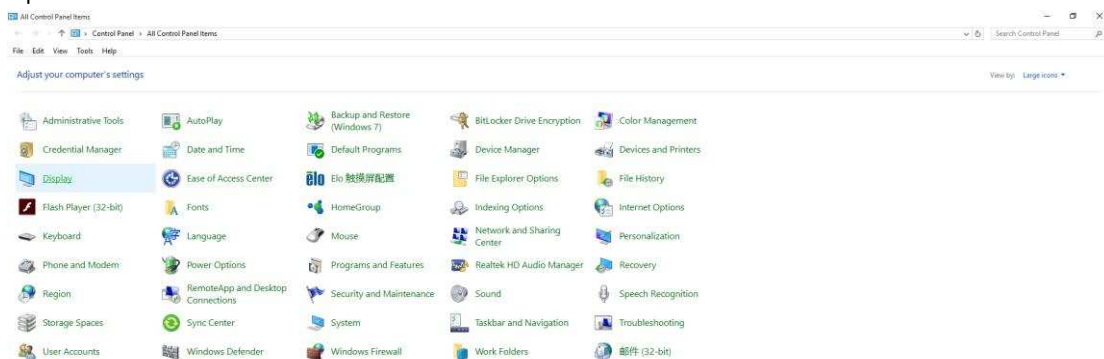 All Control Panel Items
Control Panel > All Control Panel Items
Search Control Panel
File Edit View Tools Help
Adjust your computer's settings
View by: Large icons
Administrative Tools
AutoPlay
Backup and Restore
(Windows 7)
BitLocker Drive Encryption
Color Management
Credential Manager
Date and Time
Default Programs
Device Manager
Devices and Printers
Display
Ease of Access Center
elo Elo 触摸屏配置
File Explorer Options
File History
Flash Player (32-bit)
Fonts
HomeGroup
Indexing Options
Internet Options
Keyboard
Language
Mouse
Network and Sharing
Center
Personalization
Phone and Modem
Power Options
Programs and Features
Realtek HD Audio Manager
Recovery
Region
RemoteApp and Desktop
Connections
Security and Maintenance
Sound
Speech Recognition
Storage Spaces
Sync Center
System
Taskbar and Navigation
Troubleshooting
User Accounts
Windows Defender
Windows Firewall
Work Folders
邮件 (32-bit)